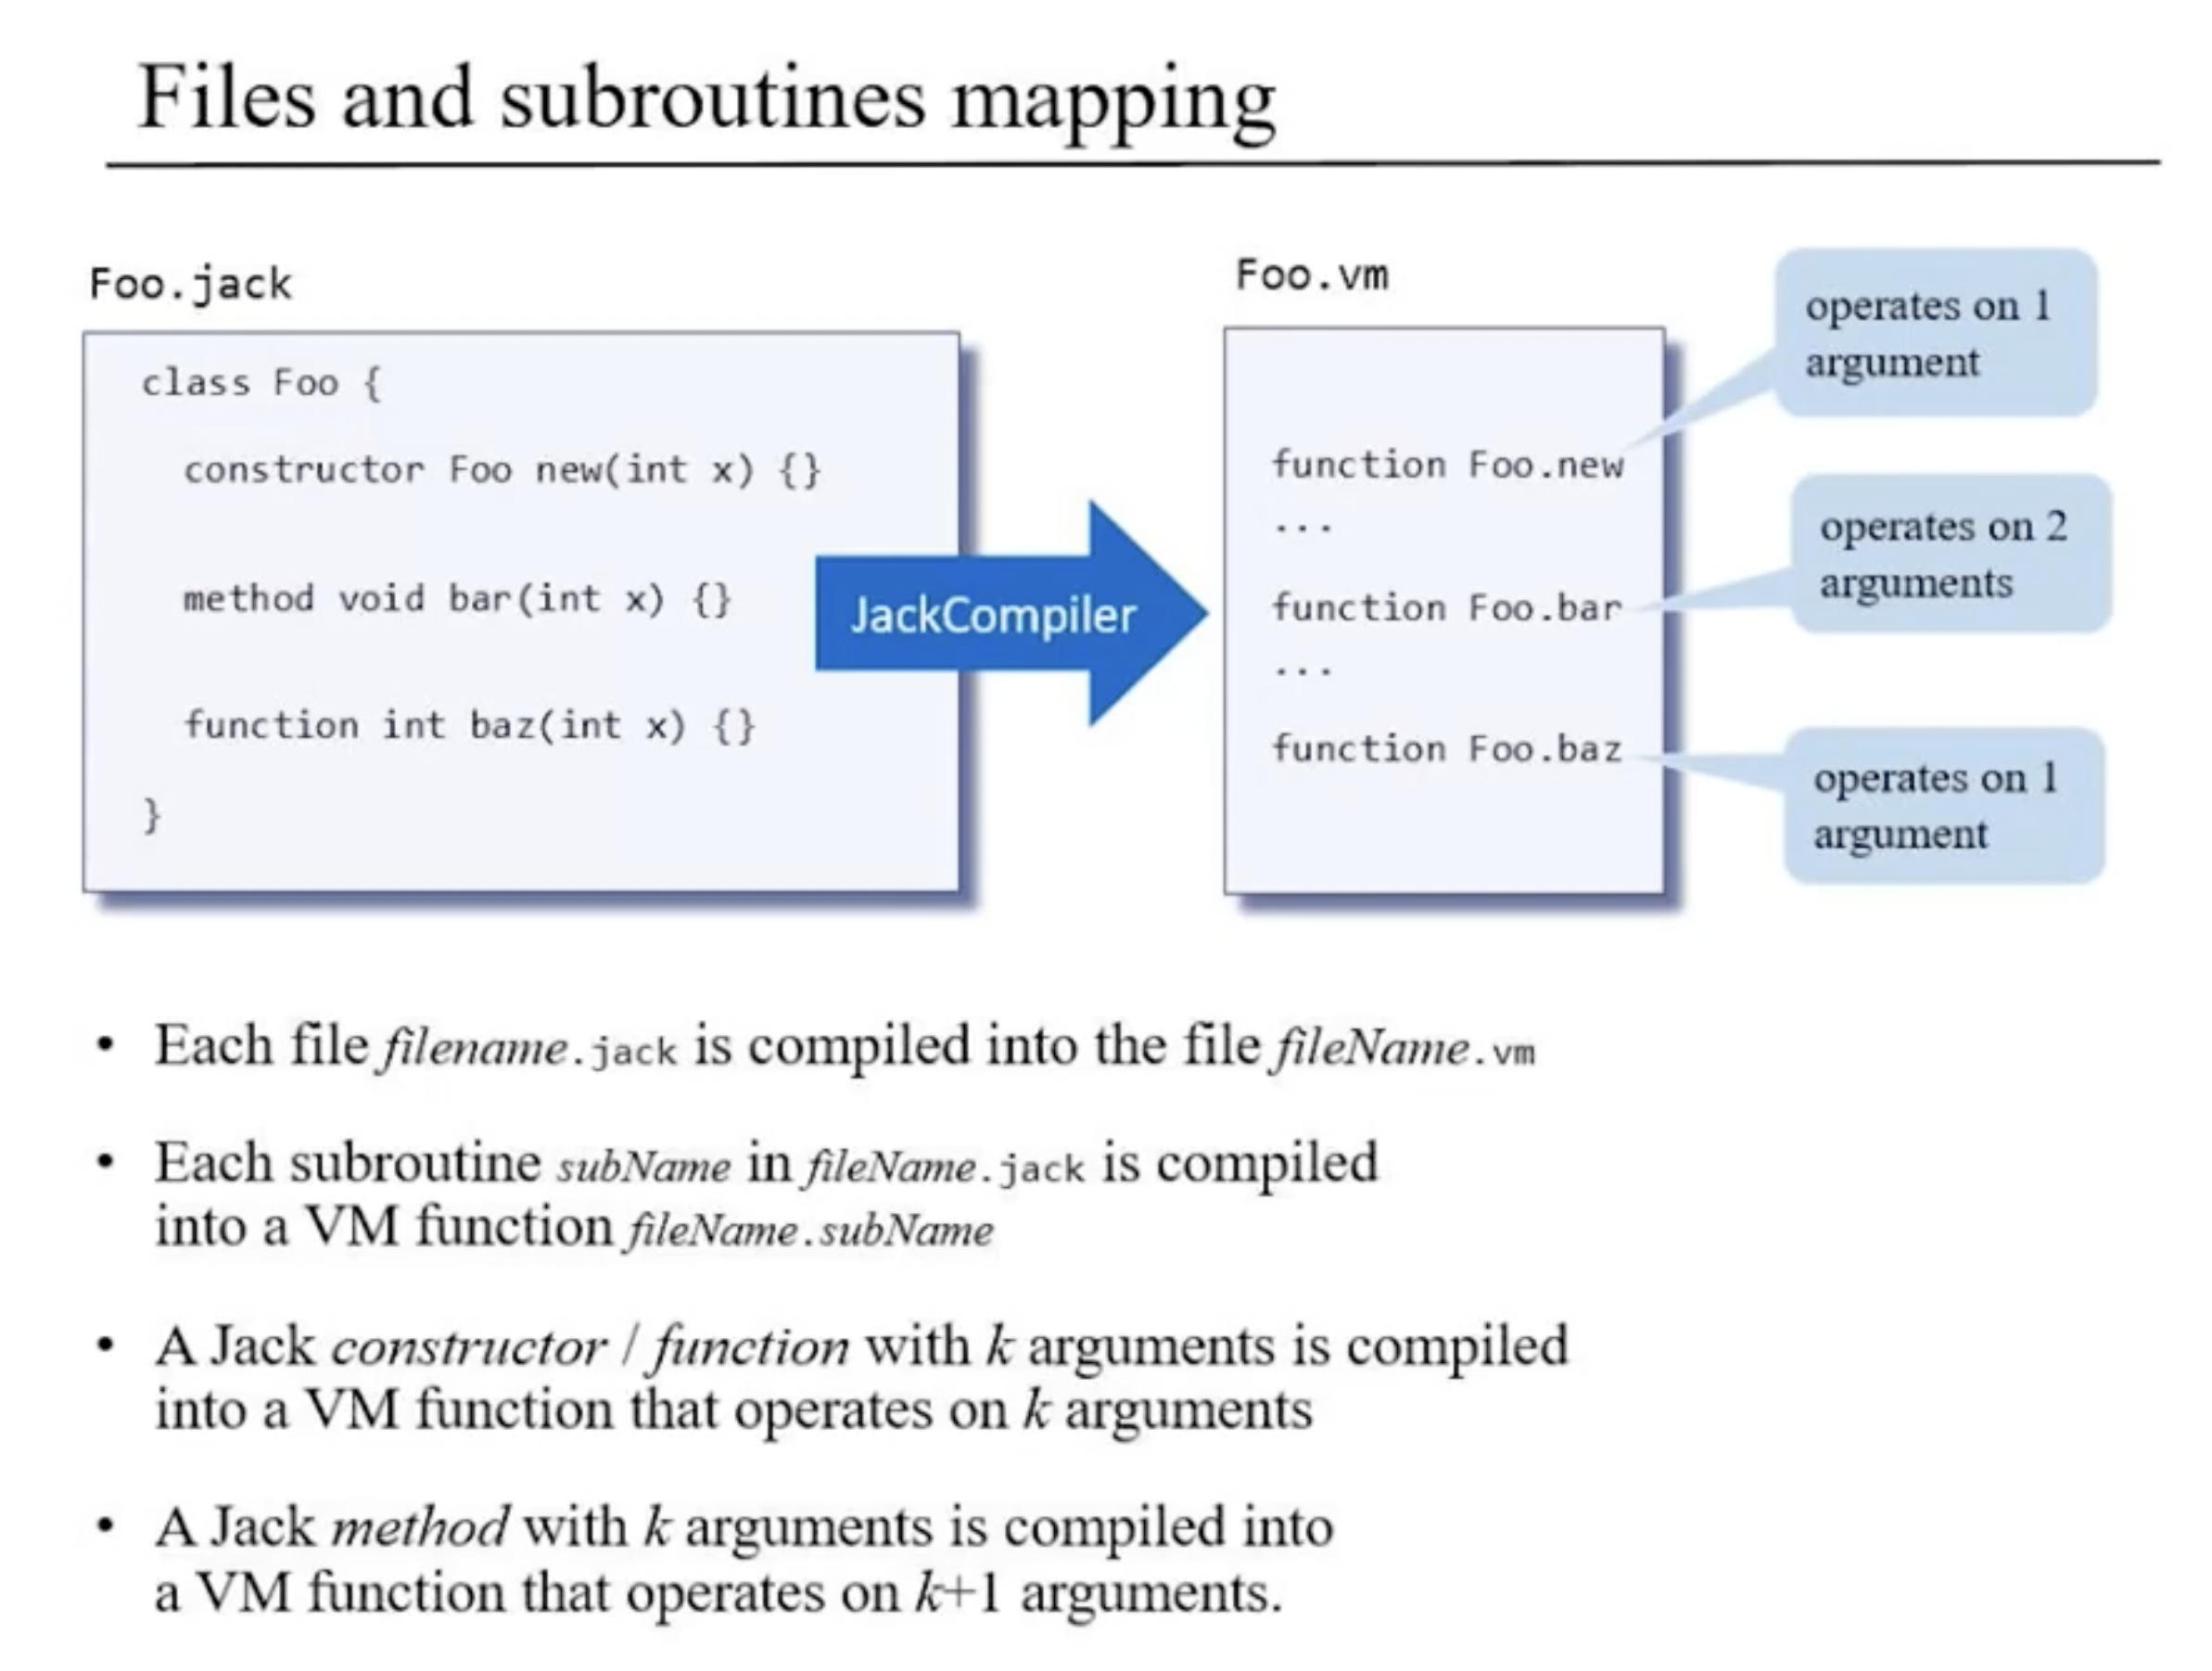 Files and subroutines mapping
Foo.jack
class Foo {
constructor Foo new(int x) {}
method void bar(int x) {}
function int baz(int x) {}
}
JackCompiler
Foo.vm
function Foo.new
...
function Foo.bar
...
function Foo.baz
operates on 1
argument
operates on 2
arguments
operates on 1
argument
• Each file filename.jack is compiled into the file fileName.vm
• Each subroutine subName in fileName.jack is compiled
into a VM function fileName.subName
• A Jack constructor / function with k arguments is compiled
into a VM function that operates on k arguments
• A Jack method with k arguments is compiled into
a VM function that operates on k+1 arguments.